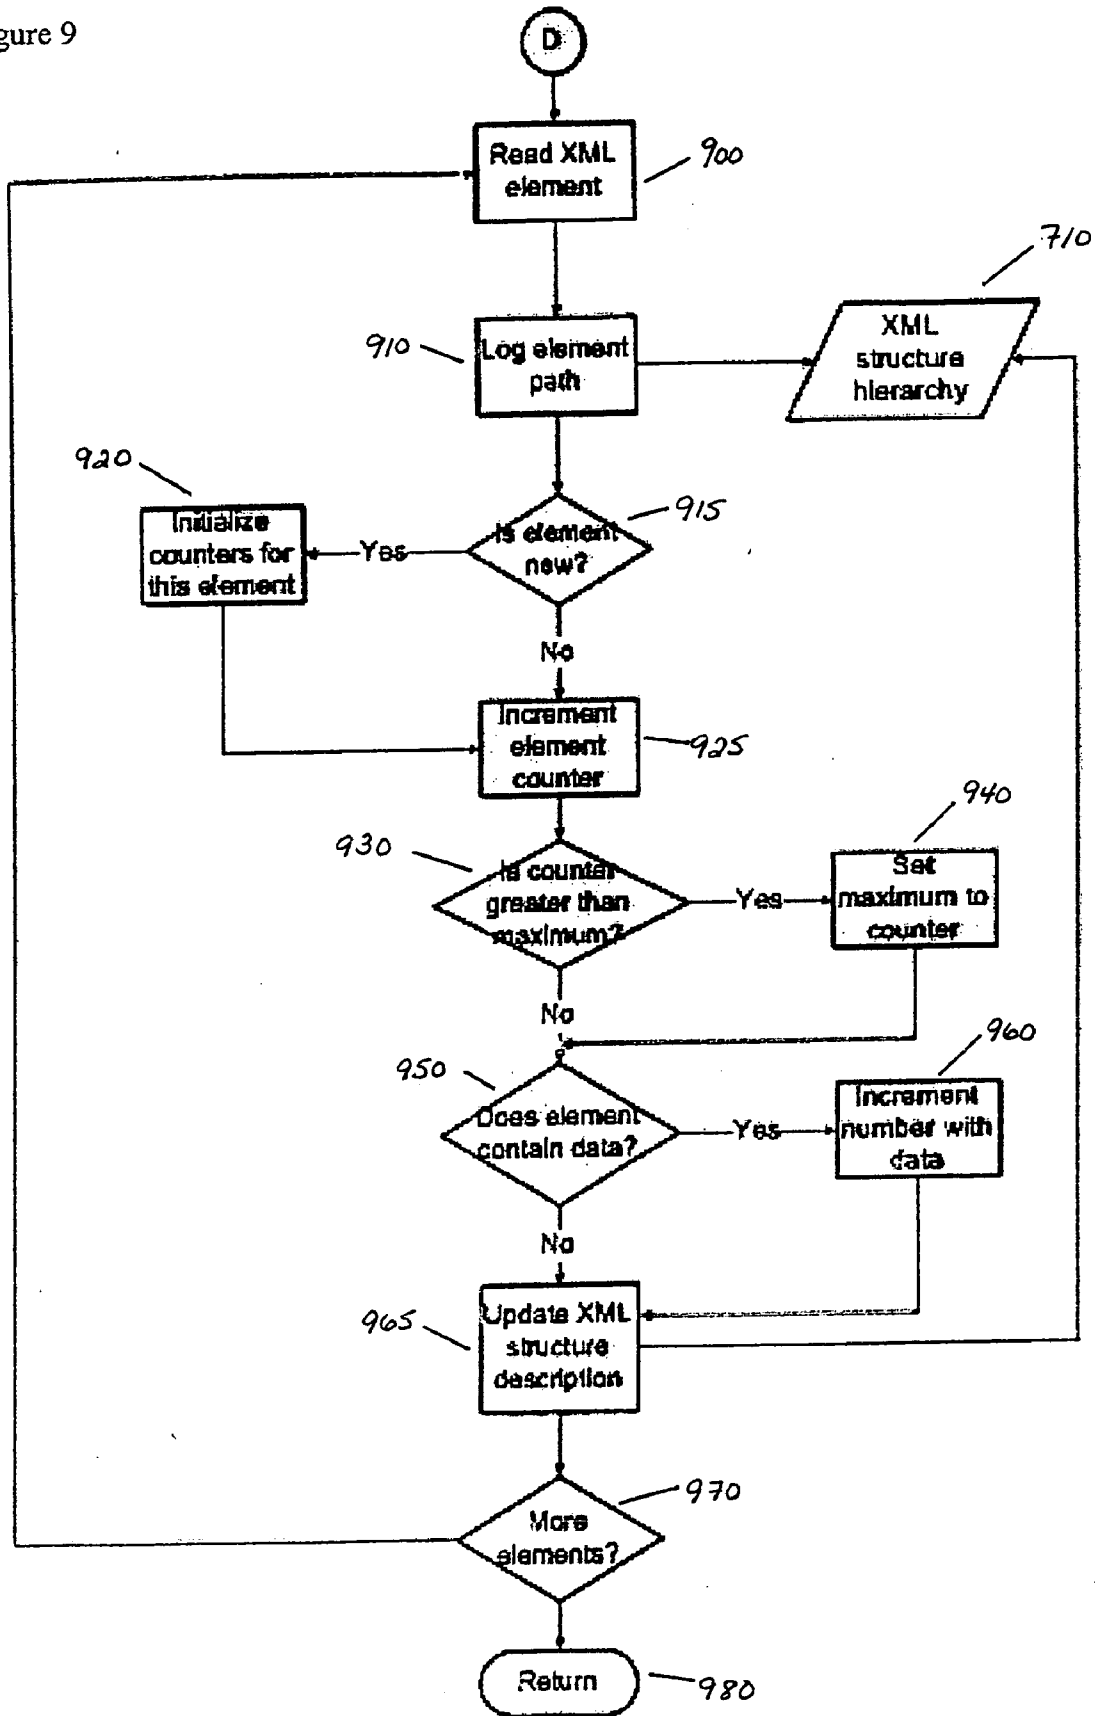 gure 9
D
Read XML
element
900
710
XML
structure
hierarchy
910
Log element
path
920
Initialize
counters for
this element
Yes
Is element
new?
915
No
Increment
element
counter
925
930
Is counter
greater than
maximum?
Yes
940
Set
maximum to
counter
No
950
Does element
contain data?
Yes
960
Increment
number with
data
No
965
Update XML
structure
description
970
More
elements?
Return
980